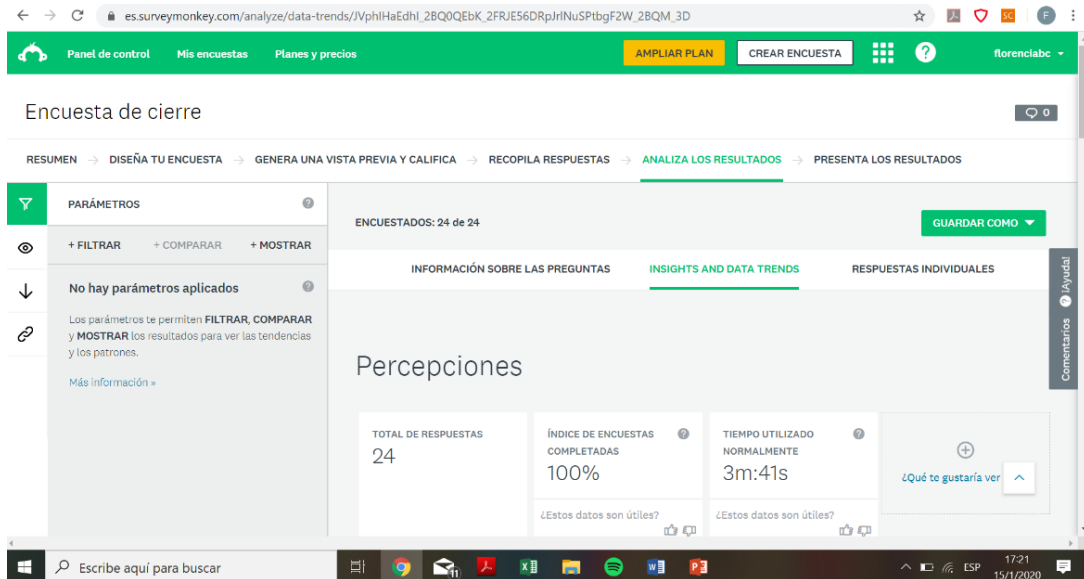 es.surveymonkey.com/analyze/data-trends/JVphIHaEdhI_2BQ0QEbK_2FRJE56DRpJrINuSPtbgF2W_2BQM_3D
SC
F
Panel de control
Mis encuestas
Planes y precios
AMPLIAR PLAN
CREAR ENCUESTA
florenciabc
Encuesta de cierre
0
RESUMEN → DISEÑA TU ENCUESTA → GENERA UNA VISTA PREVIA Y CALIFICA → RECOPILA RESPUESTAS → ANALIZA LOS RESULTADOS → PRESENTA LOS RESULTADOS
PARÁMETROS
+ FILTRAR
+ COMPARAR
+ MOSTRAR
No hay parámetros aplicados
Los parámetros te permiten FILTRAR, COMPARAR
y MOSTRAR los resultados para ver las tendencias
y los patrones.
Más información »
ENCUESTADOS: 24 de 24
GUARDAR COMO
INFORMACIÓN SOBRE LAS PREGUNTAS
INSIGHTS AND DATA TRENDS
RESPUESTAS INDIVIDUALES
Comentarios
¡Ayuda!
Percepciones
TOTAL DE RESPUESTAS
24
ÍNDICE DE ENCUESTAS
COMPLETADAS
100%
¿Estos datos son útiles?
TIEMPO UTILIZADO
NORMALMENTE
3m:41s
¿Estos datos son útiles?
¿Qué te gustaría ver
Escribe aquí para buscar
11
ESP
17:21
15/1/2020